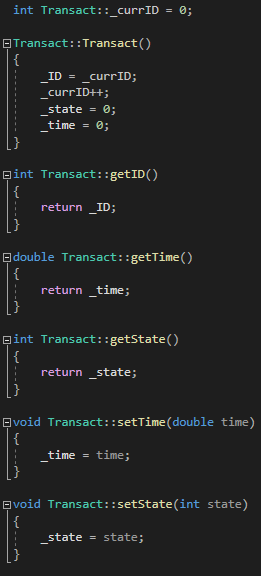 int Transact::_currID = 0;
Transact::Transact()
{
_ID = _currID;
_currID++;
_state = 0;
_time = 0;
}
int Transact::getID()
{
return _ID;
}
double Transact::getTime()
{
return _time;
}
int Transact::getState()
{
return _state;
}
void Transact::setTime(double time)
{
_time = time;
}
void Transact::setState(int state)
{
_state = state;
}